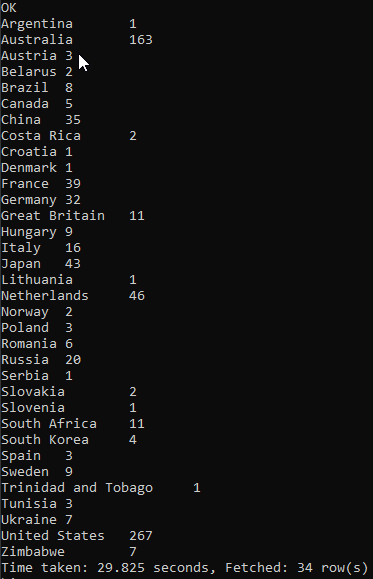 OK
Argentina 1
Australia 163
Austria 3
Belarus 2
Brazil 8
Canada 5
China 35
Costa Rica 2
Croatia 1
Denmark 1
France 39
Germany 32
Great Britain 11
Hungary 9
Italy 16
Japan 43
Lithuania 1
Netherlands 46
Norway 2
Poland 3
Romania 6
Russia 20
Serbia 1
Slovakia 2
Slovenia 1
South Africa 11
South Korea 4
Spain 3
Sweden 9
Trinidad and Tobago 1
Tunisia 3
Ukraine 7
United States 267
Zimbabwe 7
Time taken: 29.825 seconds, Fetched: 34 row(s)